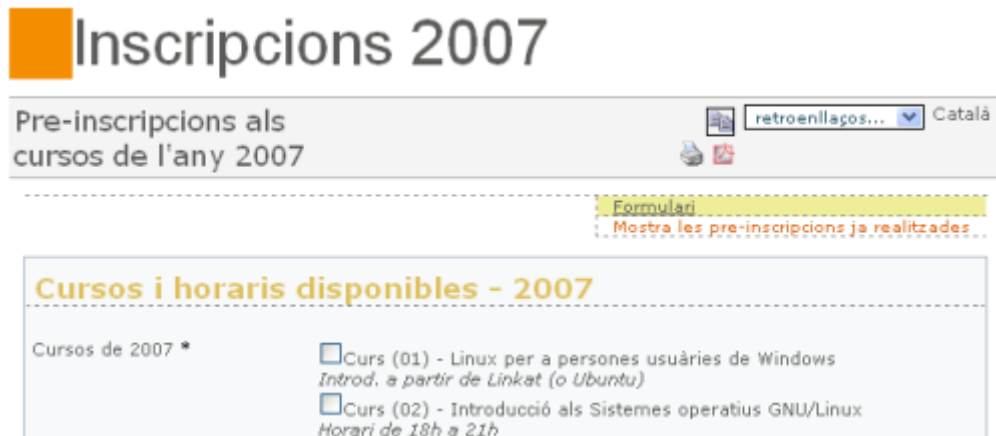 Inscripcions 2007
Pre-inscripcions als
cursos de l'any 2007
retroenllaços... Català
Formulari
Mostra les pre-inscripcions ja realitzades
Cursos i horaris disponibles - 2007
Cursos de 2007 *
Curs (01) - Linux per a persones usuàries de Windows
Introd. a partir de Linkat (o Ubuntu)
Curs (02) - Introducció als Sistemes operatius GNU/Linux
Horari de 18h a 21h